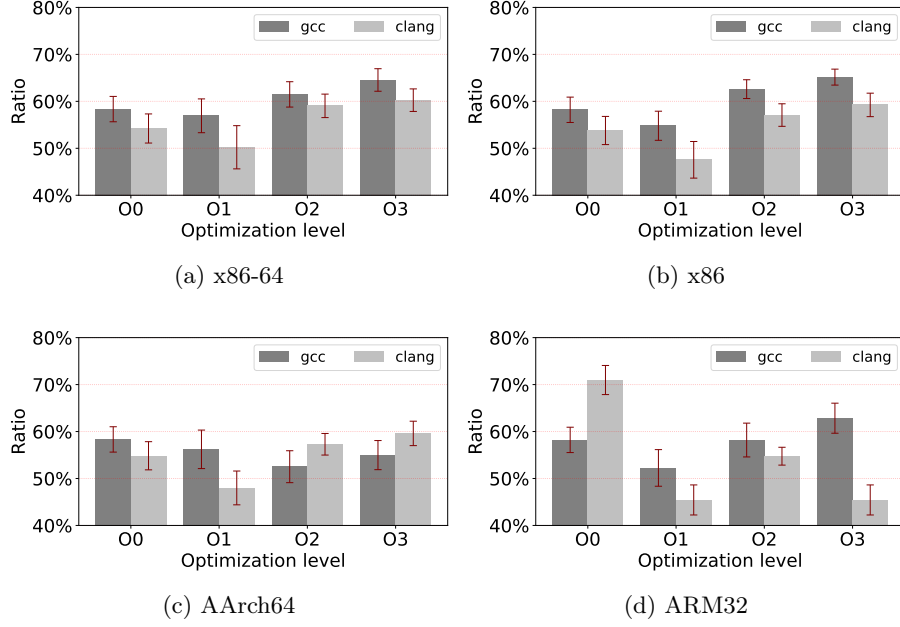 80%
70%
60%
50%
40%
Ratio
gcc clang
O0 O1 O2 O3
Optimization level
(a) x86-64
80%
70%
60%
50%
40%
Ratio
gcc clang
O0 O1 O2 O3
Optimization level
(b) x86
80%
70%
60%
50%
40%
Ratio
gcc clang
O0 O1 O2 O3
Optimization level
(c) AArch64
80%
70%
60%
50%
40%
Ratio
gcc clang
O0 O1 O2 O3
Optimization level
(d) ARM32